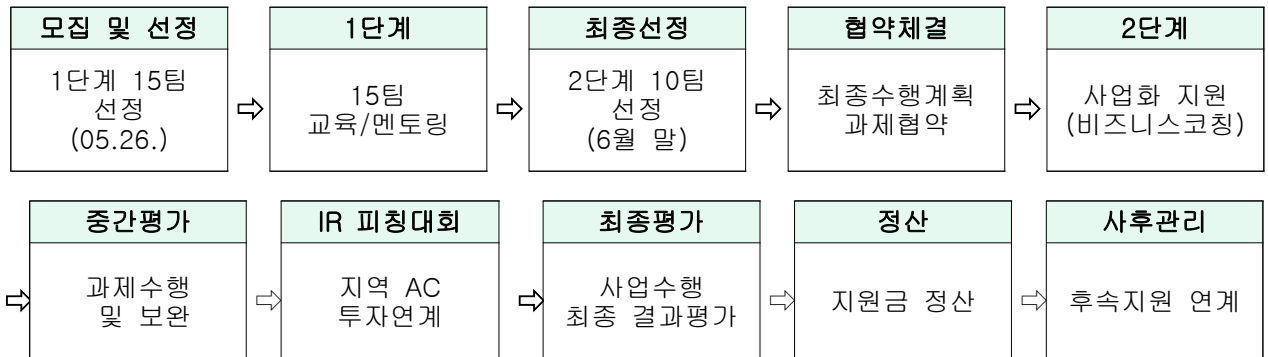 모집 및 선정
1단계 15팀
선정
(05.26.)
1단계
15팀
교육/멘토링
최종선정
2단계 10팀
선정
(6월 말)
협약체결
최종수행계획
과제협약
2단계
사업화 지원
(비즈니스코칭)
중간평가
과제수행
및 보완
IR 피칭대회
지역 AC
투자연계
최종평가
사업수행
최종 결과평가
정산
지원금 정산
사후관리
후속지원 연계